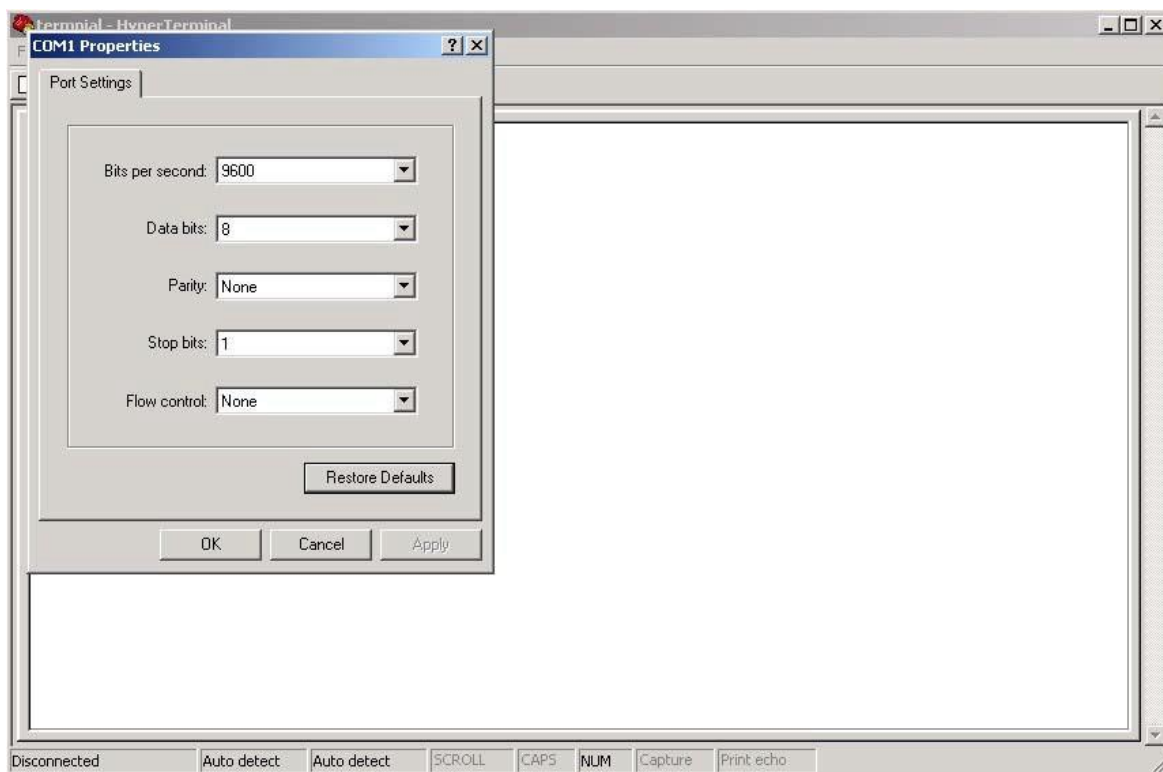 termnial - HyperTerminal
F
COM1 Properties
Port Settings
Bits per second: 9600
Data bits: 8
Parity: None
Stop bits: 1
Flow control: None
Restore Defaults
OK Cancel Apply
Disconnected Auto detect Auto detect SCROLL CAPS NUM Capture Print echo